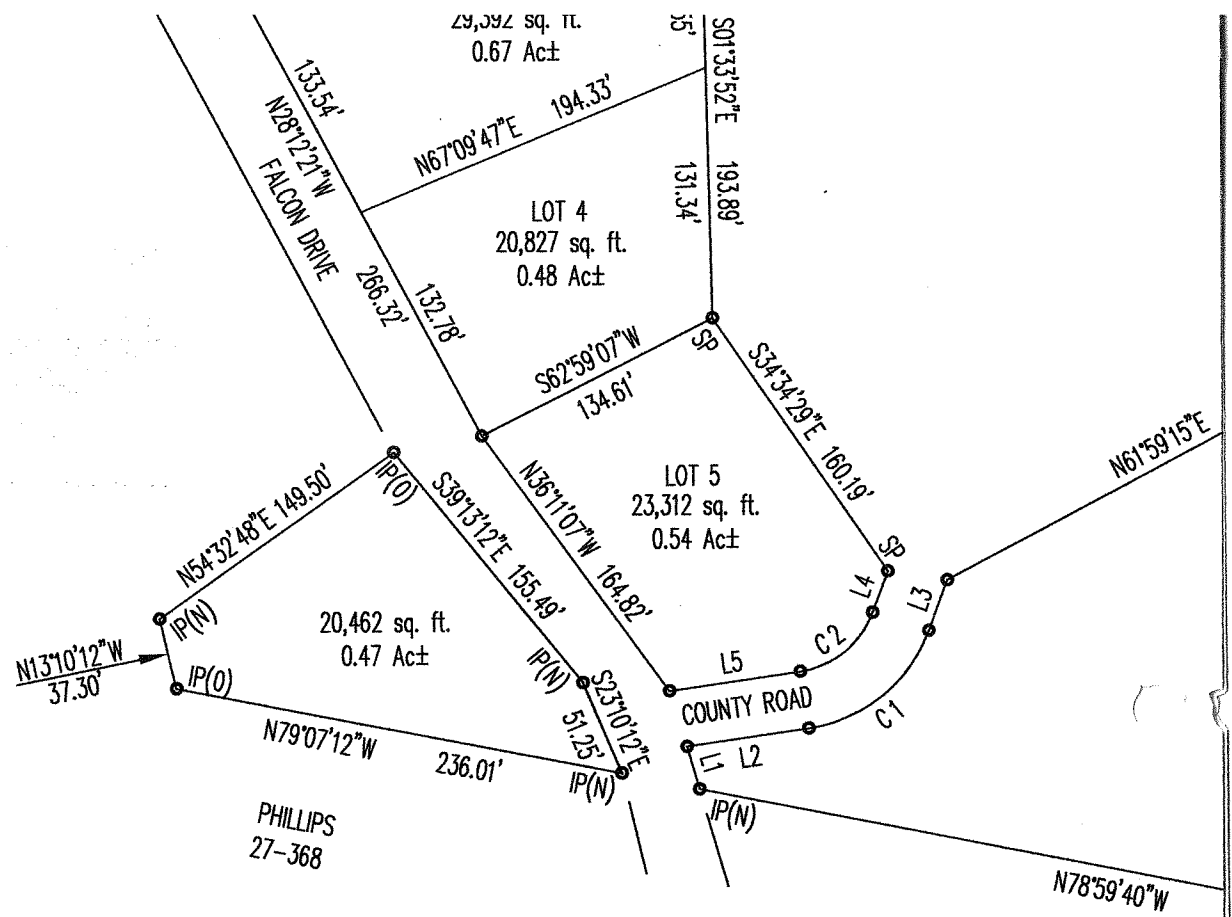 29,392 sq. ft.
0.67 Ac±
S01°33'52"E 193.89'
131.34'
133.54'
N28°12'21"W 266.32'
FALCON DRIVE
N67°09'47"E 194.33'
LOT 4
20,827 sq. ft.
0.48 Ac±
132.78'
S62°59'07"W
134.61'
SP
S34°34'29"E 160.19'
N61°59'15"E
LOT 5
23,312 sq. ft.
0.54 Ac±
N36°11'07"W 164.82'
IP(O)
S39°13'12"E 155.49'
N54°32'48"E 149.50'
IP(N)
20,462 sq. ft.
0.47 Ac±
N13°10'12"W
37.30'
IP(O)
SP
L4
L3
C2
L5
COUNTY ROAD
C1
L2
L1
IP(N)
S23°10'12"E
51.25'
N79°07'12"W 236.01'
IP(N)
IP(N)
PHILLIPS
27-368
N78°59'40"W